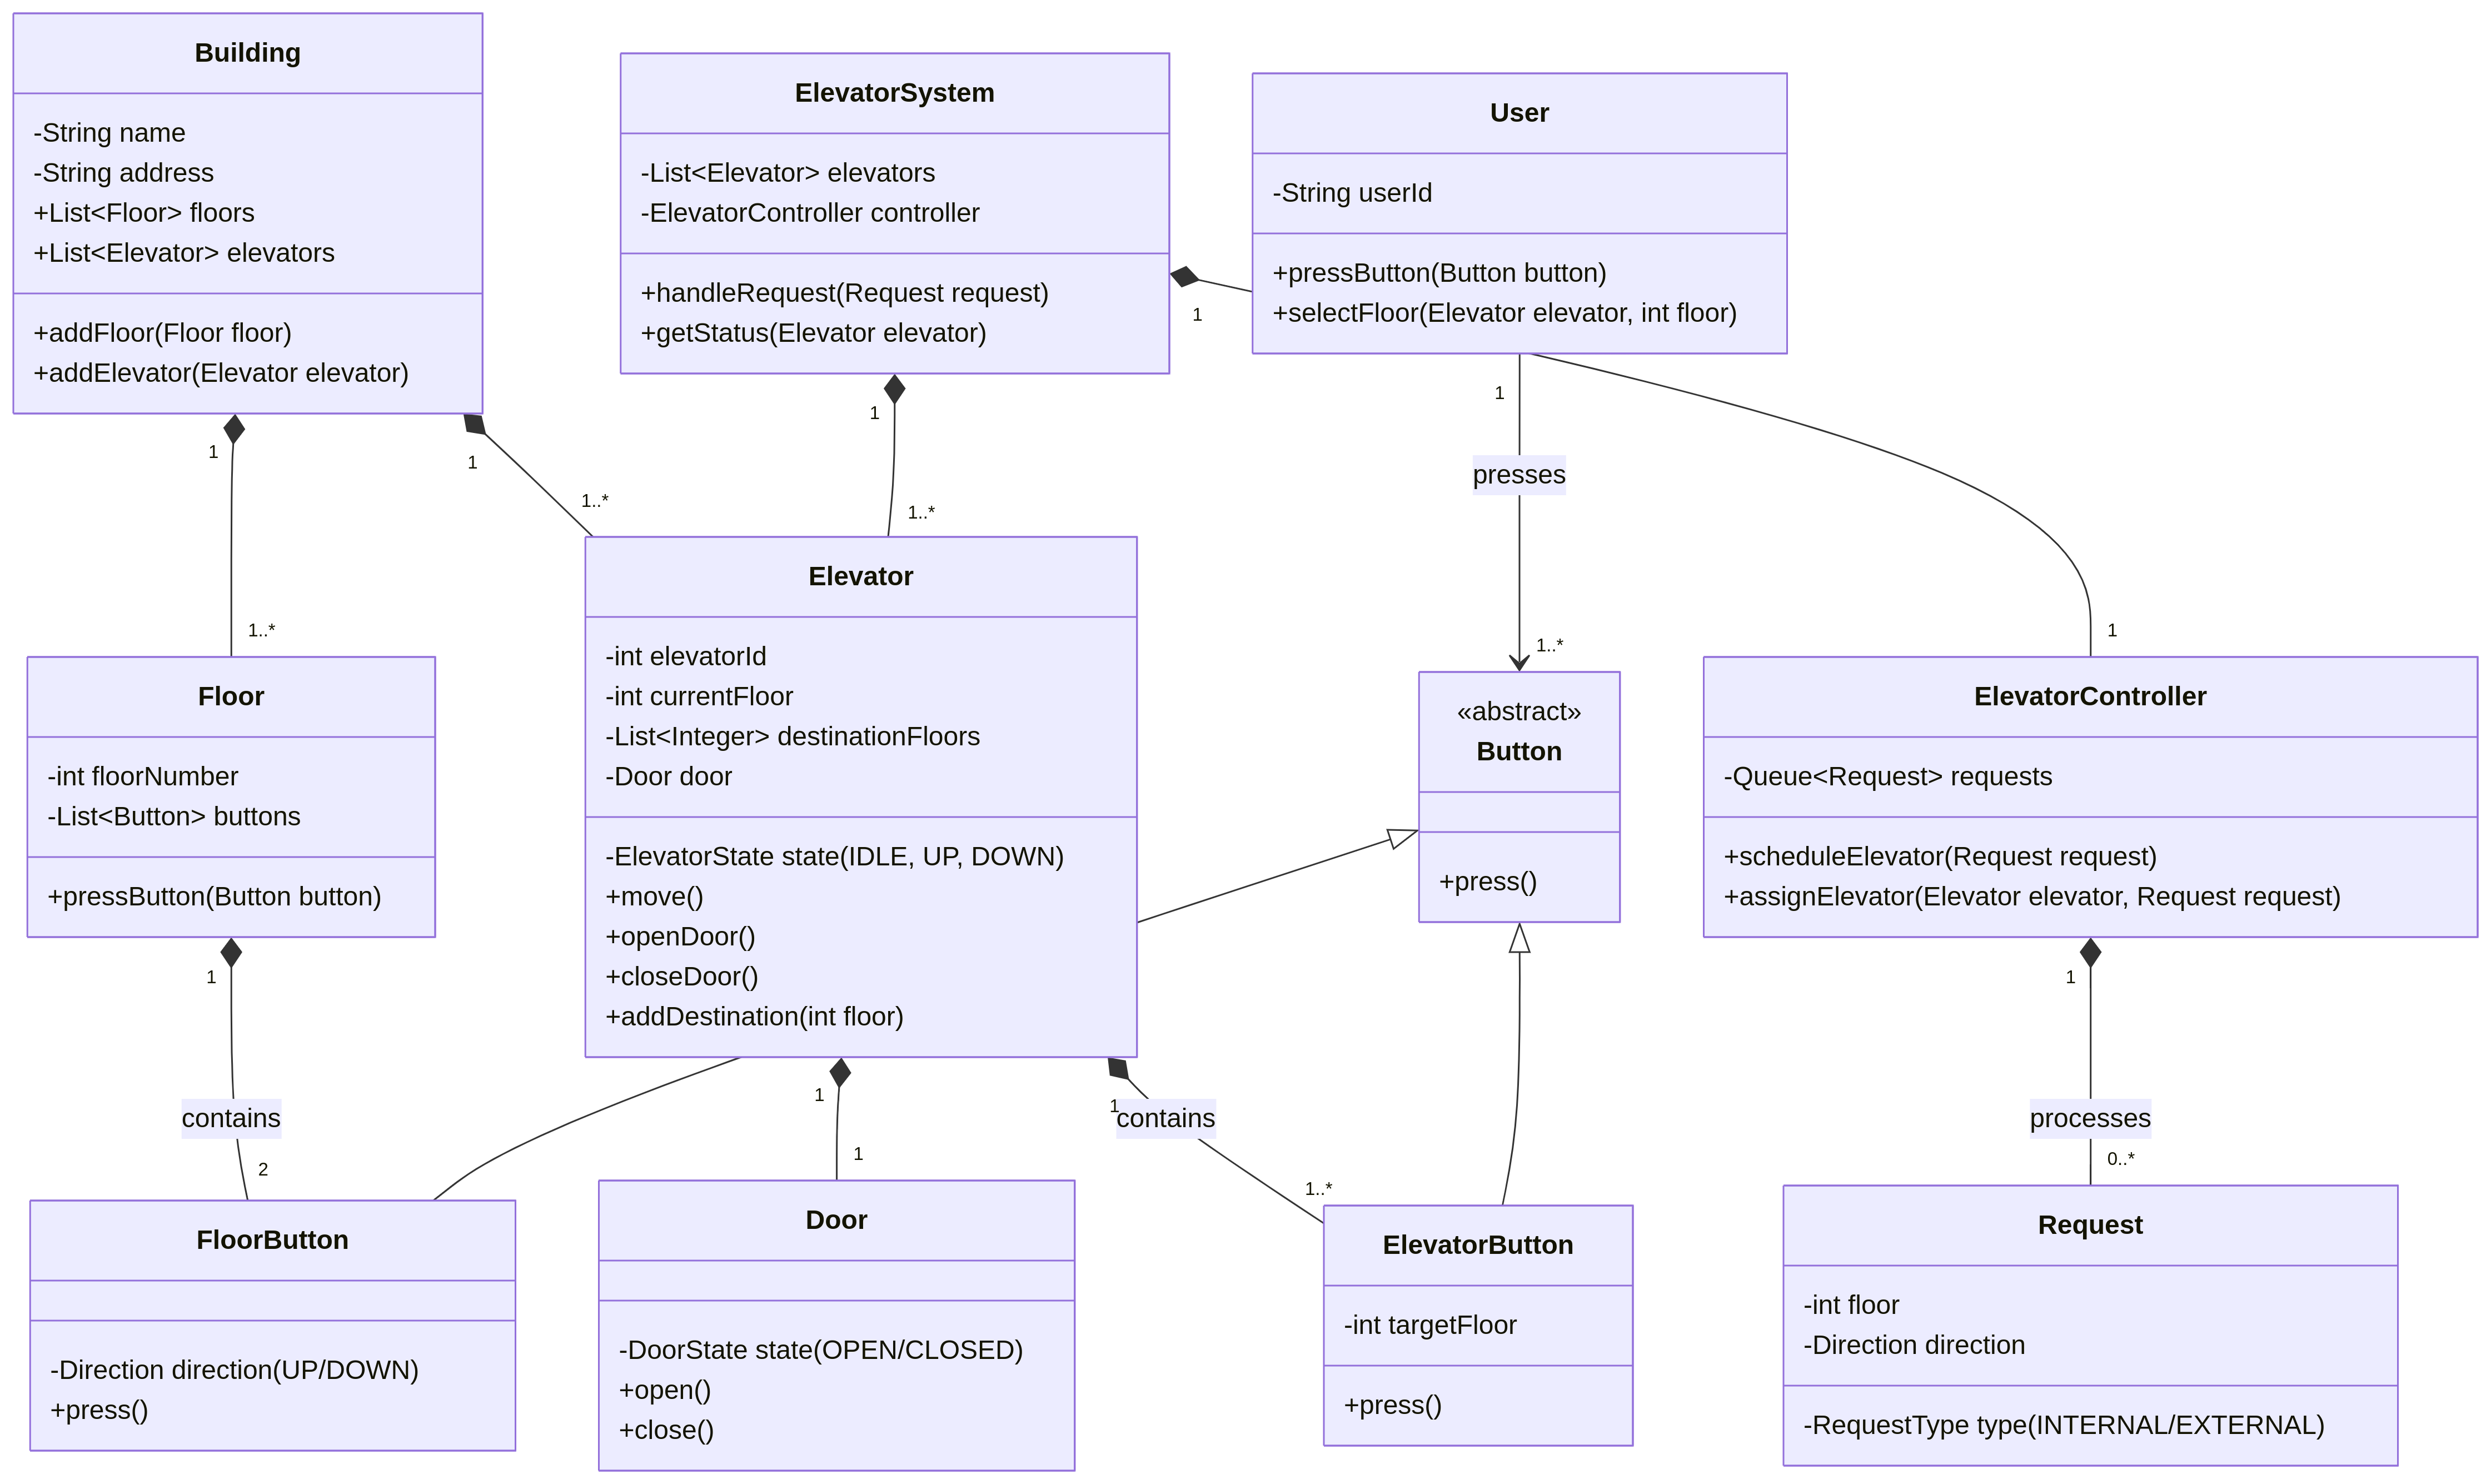 Building
-String name
-String address
+List<Floor> floors
+List<Elevator> elevators
+addFloor(Floor floor)
+addElevator(Elevator elevator)
ElevatorSystem
-List<Elevator> elevators
-ElevatorController controller
+handleRequest(Request request)
+getStatus(Elevator elevator)
User
-String userId
+pressButton(Button button)
+selectFloor(Elevator elevator, int floor)
1
1
1
1
1
presses
1..*
1..*
1..*
1..*
1
Floor
-int floorNumber
-List<Button> buttons
+pressButton(Button button)
Elevator
-int elevatorId
-int currentFloor
-List<Integer> destinationFloors
-Door door
-ElevatorState state(IDLE, UP, DOWN)
+move()
+openDoor()
+closeDoor()
+addDestination(int floor)
«abstract»
Button
+press()
ElevatorController
-Queue<Request> requests
+scheduleElevator(Request request)
+assignElevator(Elevator elevator, Request request)
1
contains
2
1
1
1
contains
1..*
1
processes
0..*
FloorButton
-Direction direction(UP/DOWN)
+press()
Door
-DoorState state(OPEN/CLOSED)
+open()
+close()
ElevatorButton
-int targetFloor
+press()
Request
-int floor
-Direction direction
-RequestType type(INTERNAL/EXTERNAL)